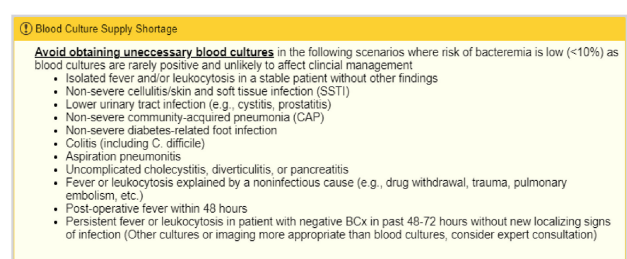 Blood Culture Supply Shortage
Avoid obtaining uneccessary blood cultures in the following scenarios where risk of bacteremia is low (<10%) as
blood cultures are rarely positive and unlikely to affect clincial management
• Isolated fever and/or leukocytosis in a stable patient without other findings
• Non-severe cellulitis/skin and soft tissue infection (SSTI)
• Lower urinary tract infection (e.g., cystitis, prostatitis)
• Non-severe community-acquired pneumonia (CAP)
• Non-severe diabetes-related foot infection
• Colitis (including C. difficile)
• Aspiration pneumonitis
• Uncomplicated cholecystitis, diverticulitis, or pancreatitis
• Fever or leukocytosis explained by a noninfectious cause (e.g., drug withdrawal, trauma, pulmonary
embolism, etc.)
• Post-operative fever within 48 hours
• Persistent fever or leukocytosis in patient with negative BCx in past 48-72 hours without new localizing signs
of infection (Other cultures or imaging more appropriate than blood cultures, consider expert consultation)